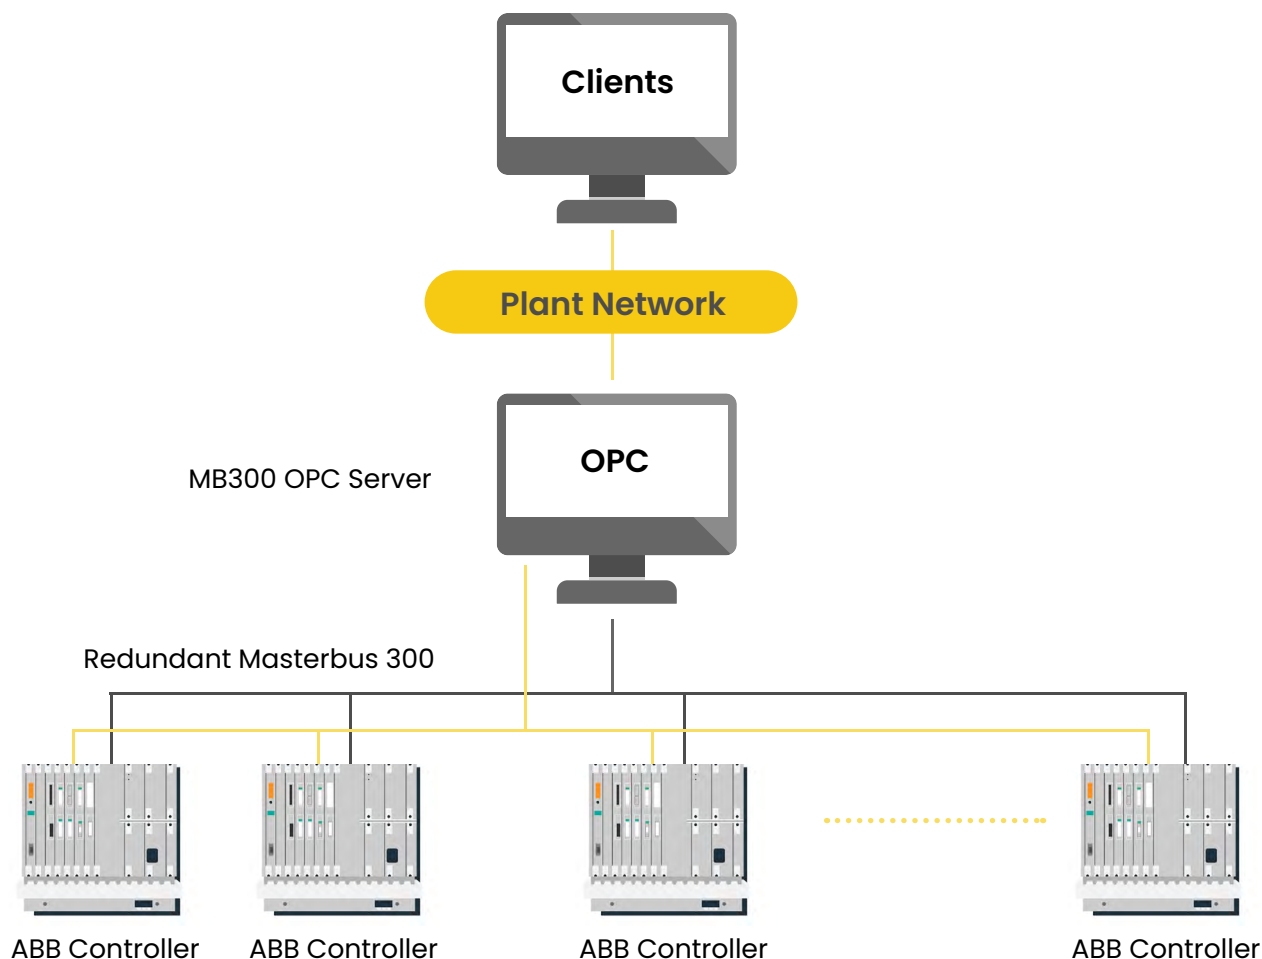 Clients
Plant Network
OPC
MB300 OPC Server
Redundant Masterbus 300
ABB Controller
ABB Controller
ABB Controller
ABB Controller